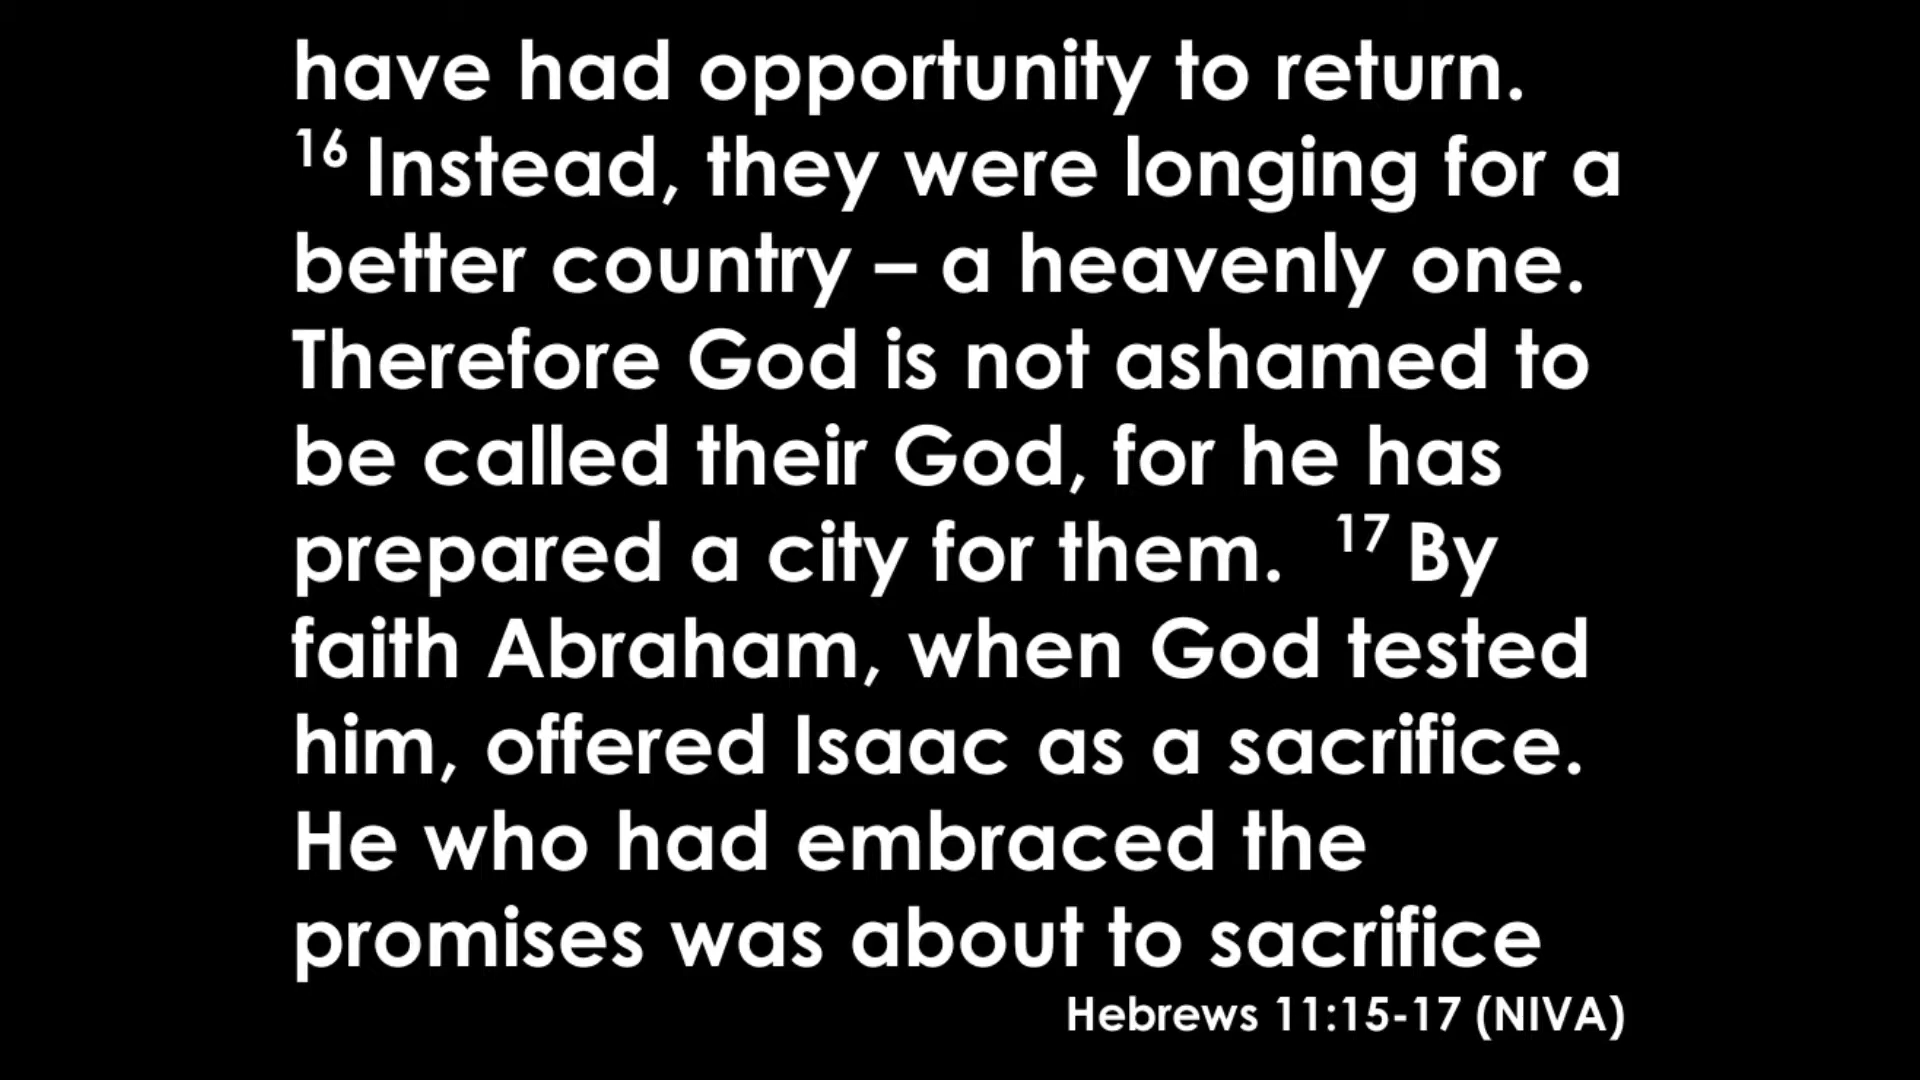 have had opportunity to return.
16 Instead, they were longing for a
better country – a heavenly one.
Therefore God is not ashamed to
be called their God, for he has
prepared a city for them. 17 By
faith Abraham, when God tested
him, offered Isaac as a sacrifice.
He who had embraced the
promises was about to sacrifice
Hebrews 11:15-17 (NIVA)